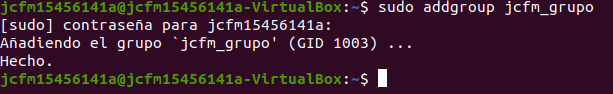 jcfm15456141a@jcfm15456141a-VirtualBox:~$ sudo addgroup jcfm_grupo
[sudo] contraseña para jcfm15456141a:
Añadiendo el grupo `jcfm_grupo' (GID 1003) ...
Hecho.
jcfm15456141a@jcfm15456141a-VirtualBox:~$